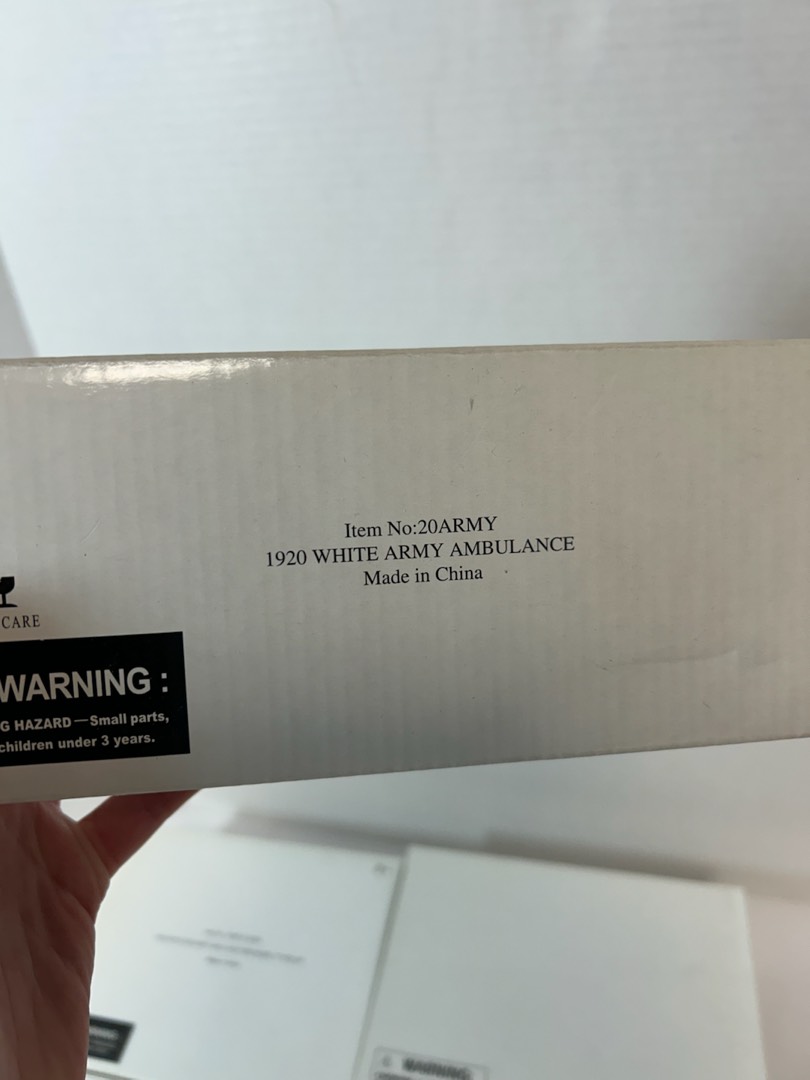 Item No:20ARMY
1920 WHITE ARMY AMBULANCE
Made in China
CARE
WARNING :
G HAZARD — Small parts,
children under 3 years.
WARNING